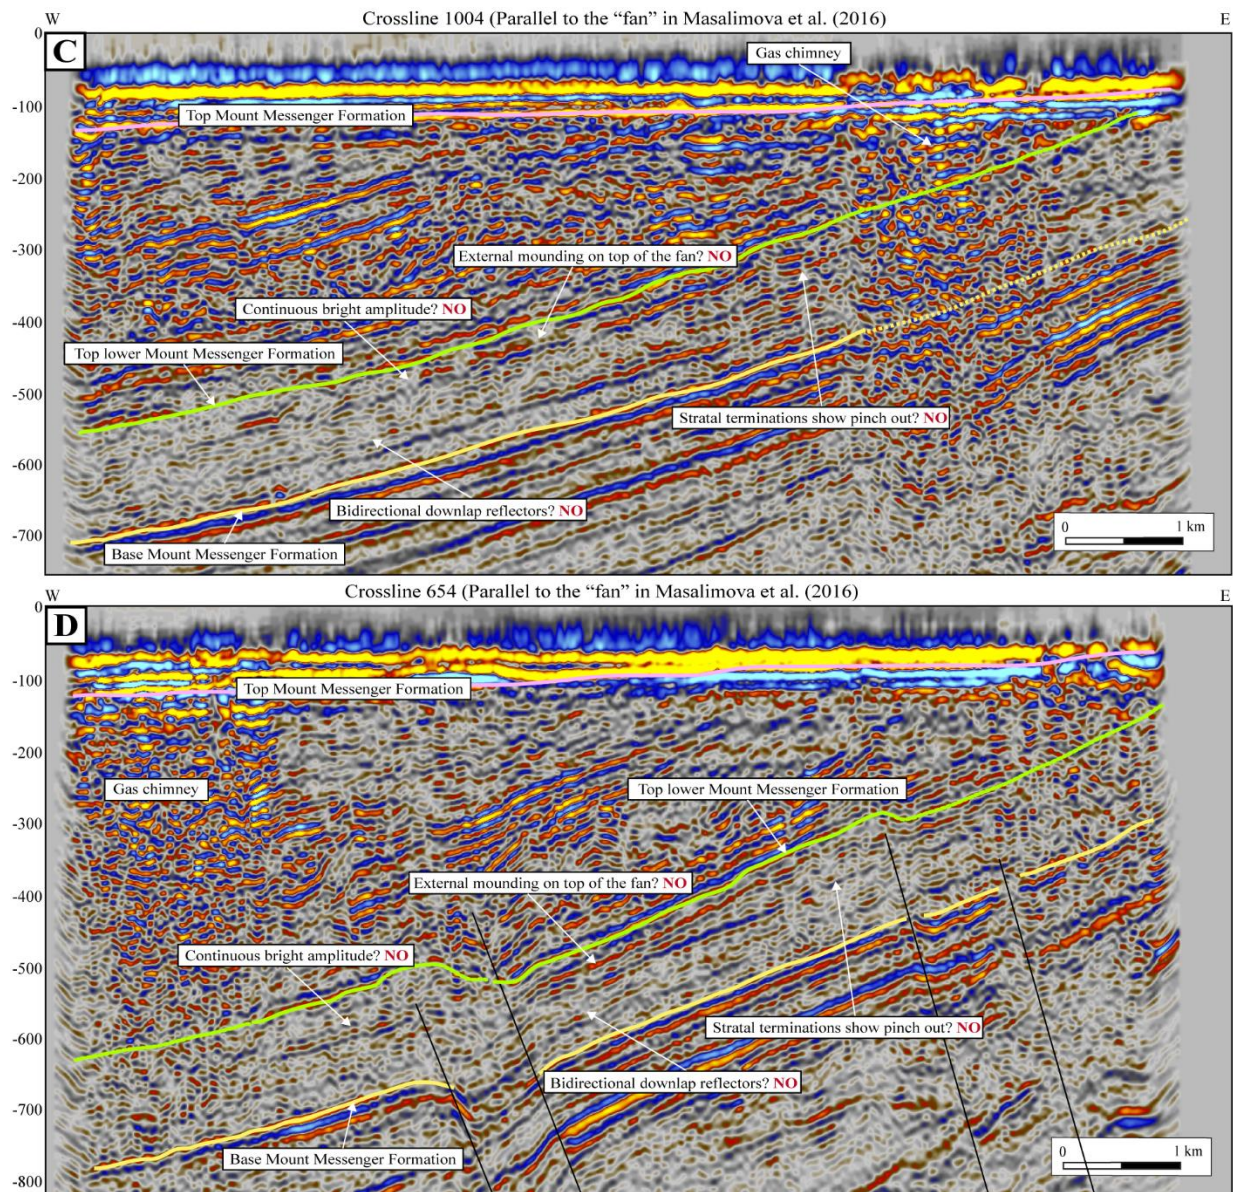 W Crossline 1004 (Parallel to the “fan” in Masalimova et al. (2016) E
C
0
Gas chimney
-100
Top Mount Messenger Formation
-200
External mounding on top of the fan? NO
-300
Continuous bright amplitude? NO
-400
Top lower Mount Messenger Formation
-500
Stratal terminations show pinch out? NO
-600
Bidirectional downlap reflectors? NO
0 1 km
-700
Base Mount Messenger Formation
W Crossline 654 (Parallel to the “fan” in Masalimova et al. (2016) E
D
0
-100
Top Mount Messenger Formation
-200
Gas chimney
Top lower Mount Messenger Formation
-300
External mounding on top of the fan? NO
-400
Continuous bright amplitude? NO
-500
Stratal terminations show pinch out? NO
-600
Bidirectional downlap reflectors? NO
-700
Base Mount Messenger Formation
0 1 km
-800